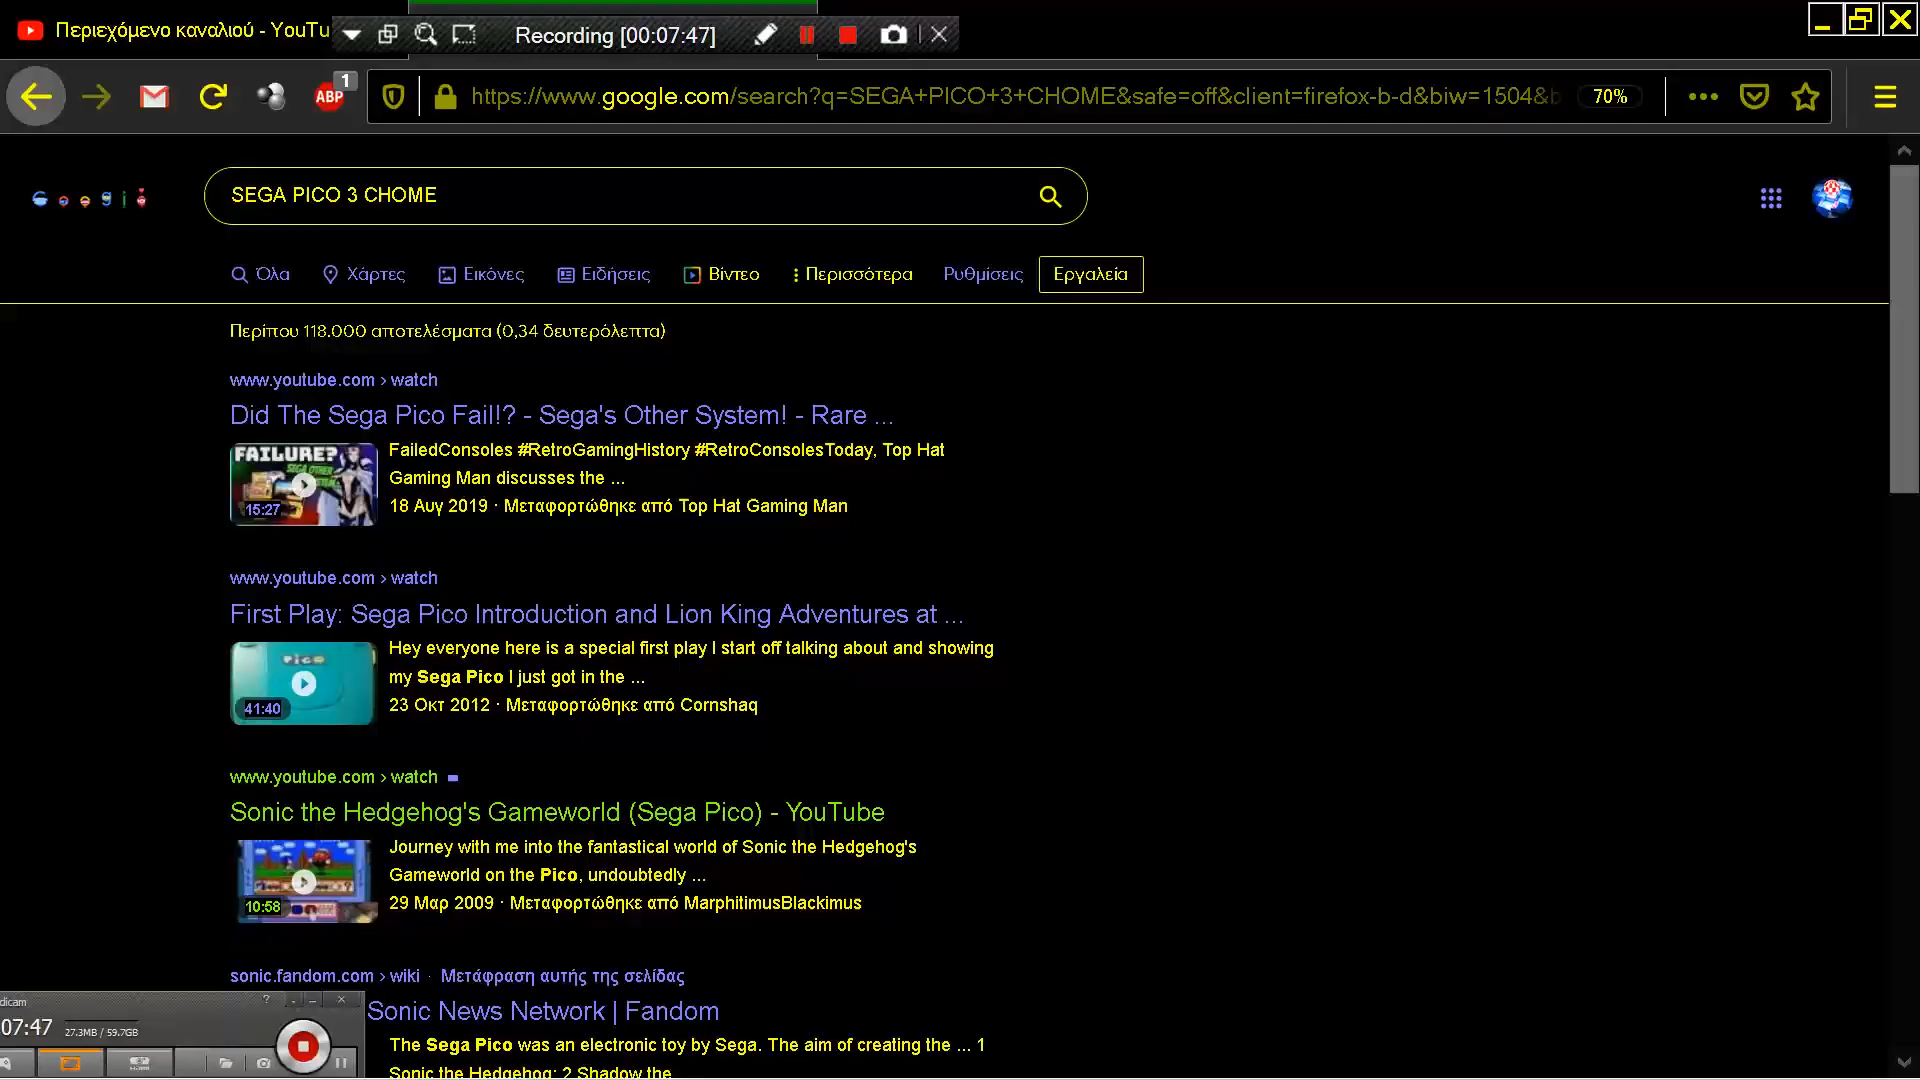 Περιεχόμενο καναλιού - YouTu
Recording [00:07:47]
ABP
1
https://www.google.com/search?q=SEGA+PICO+3+CHOME&safe=off&client=firefox-b-d&biw=1504&b
70%
SEGA PICO 3 CHOME
Όλα
Χάρτες
Εικόνες
Ειδήσεις
Βίντεο
Περισσότερα
Ρυθμίσεις
Εργαλεία
Περίπου 118.000 αποτελέσματα (0,34 δευτερόλεπτα)
www.youtube.com › watch
Did The Sega Pico Fail!? - Sega's Other System! - Rare ...
FAILURE?
SEGA OTHER
15:27
FailedConsoles #RetroGamingHistory #RetroConsolesToday, Top Hat
Gaming Man discusses the ...
18 Αυγ 2019 · Μεταφορτώθηκε από Top Hat Gaming Man
www.youtube.com › watch
First Play: Sega Pico Introduction and Lion King Adventures at ...
PICO
41:40
Hey everyone here is a special first play I start off talking about and showing
my Sega Pico I just got in the ...
23 Οκτ 2012 · Μεταφορτώθηκε από Cornshaq
www.youtube.com › watch
Sonic the Hedgehog's Gameworld (Sega Pico) - YouTube
10:58
Journey with me into the fantastical world of Sonic the Hedgehog's
Gameworld on the Pico, undoubtedly ...
29 Μαρ 2009 · Μεταφορτώθηκε από MarphitimusBlackimus
sonic.fandom.com › wiki · Μετάφραση αυτής της σελίδας
Sonic News Network | Fandom
The Sega Pico was an electronic toy by Sega. The aim of creating the ... 1
Sonic the Hedgehog: 2 Shadow the
dicam
07:47
27.3MB / 59.7GB